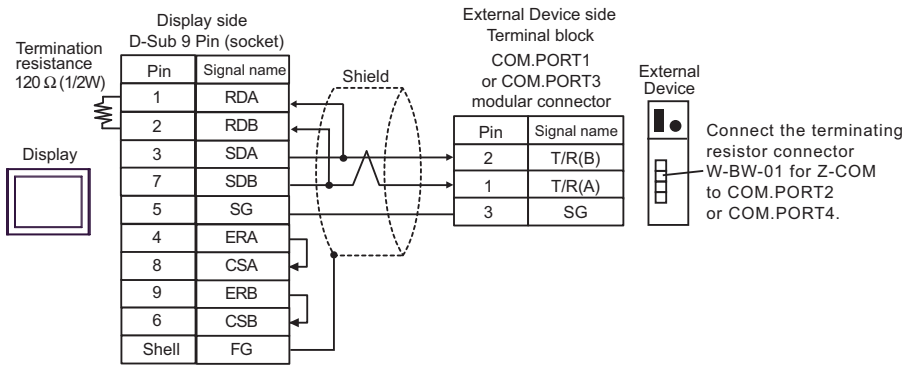 Display side
D-Sub 9 Pin (socket)
Termination
resistance
120 Ω (1/2W)
Pin Signal name
1 RDA
2 RDB
3 SDA
7 SDB
5 SG
4 ERA
8 CSA
9 ERB
6 CSB
Shell FG
Display
Shield
External Device side
Terminal block
COM.PORT1
or COM.PORT3
modular connector
Pin Signal name
2 T/R(B)
1 T/R(A)
3 SG
External
Device
Connect the terminating
resistor connector
W-BW-01 for Z-COM
to COM.PORT2
or COM.PORT4.